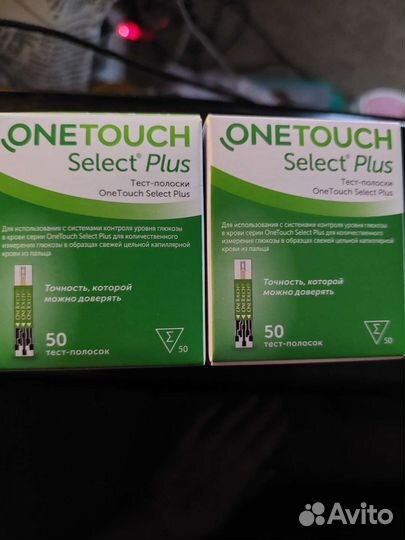 ONETOUCH
Select® Plus
Тест-полоски
OneTouch Select Plus
Для использования с системами контроля уровня глюкозы
в крови серии OneTouch Select Plus для количественного
измерения глюкозы в образцах свежей цельной капиллярной
крови из пальца
Точность, которой
можно доверять
50
тест-полосок
Σ
50
ONETOUCH
Select® Plus
Тест-полоски
OneTouch Select Plus
Для использования с системами контроля уровня глюкозы
в крови серии OneTouch Select Plus для количественного
измерения глюкозы в образцах свежей цельной капиллярной
крови из пальца
Точность, которой
можно доверять
50
тест-полосок
Σ
50
Avito